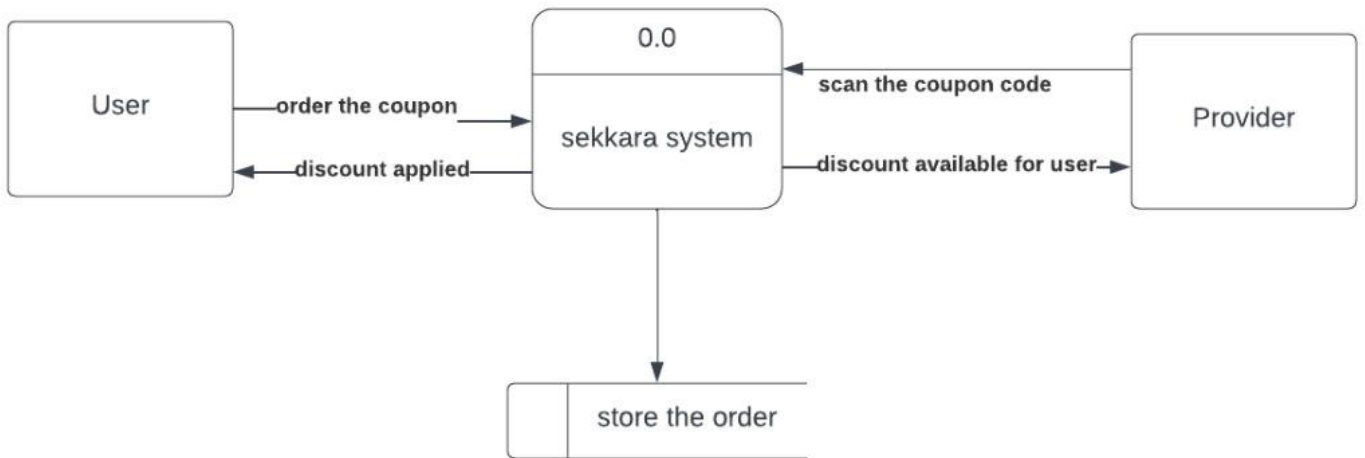 0.0
User
order the coupon
discount applied
sekkara system
scan the coupon code
discount available for user
Provider
store the order